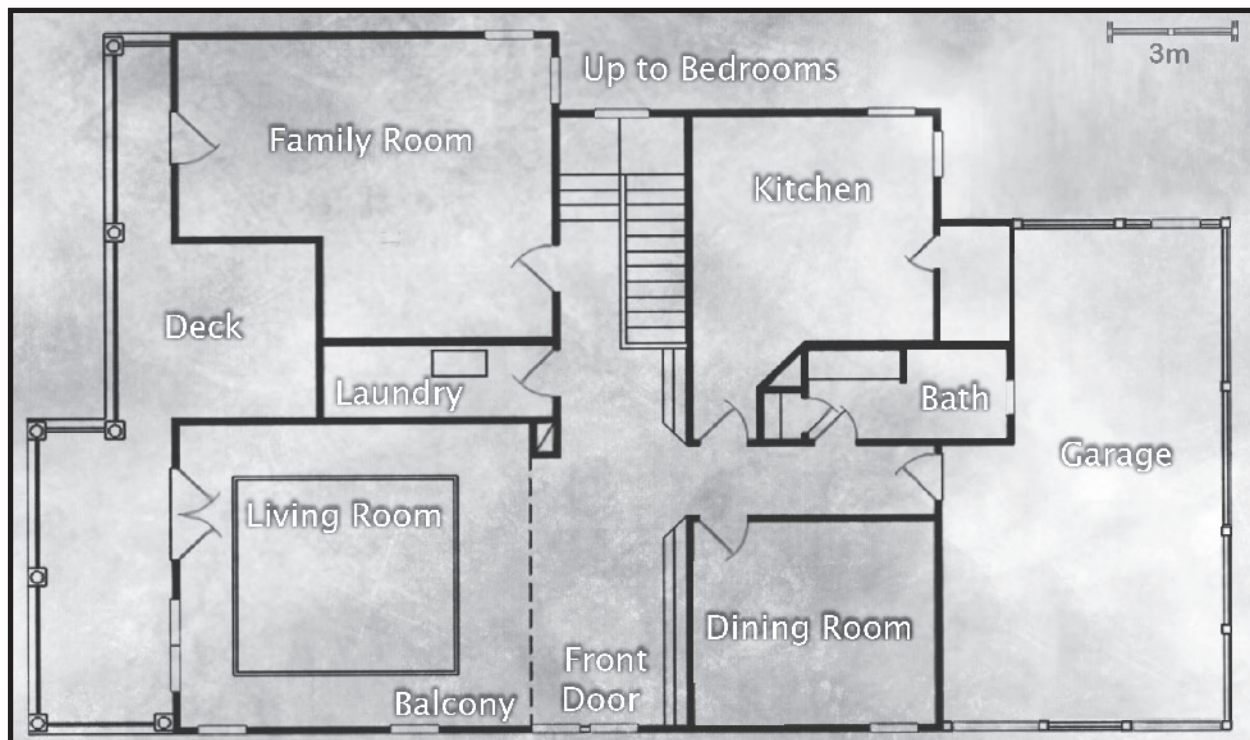 3m
Up to Bedrooms
Family Room
Kitchen
Deck
Laundry
Bath
Garage
Living Room
Dining Room
Front
Door
Balcony